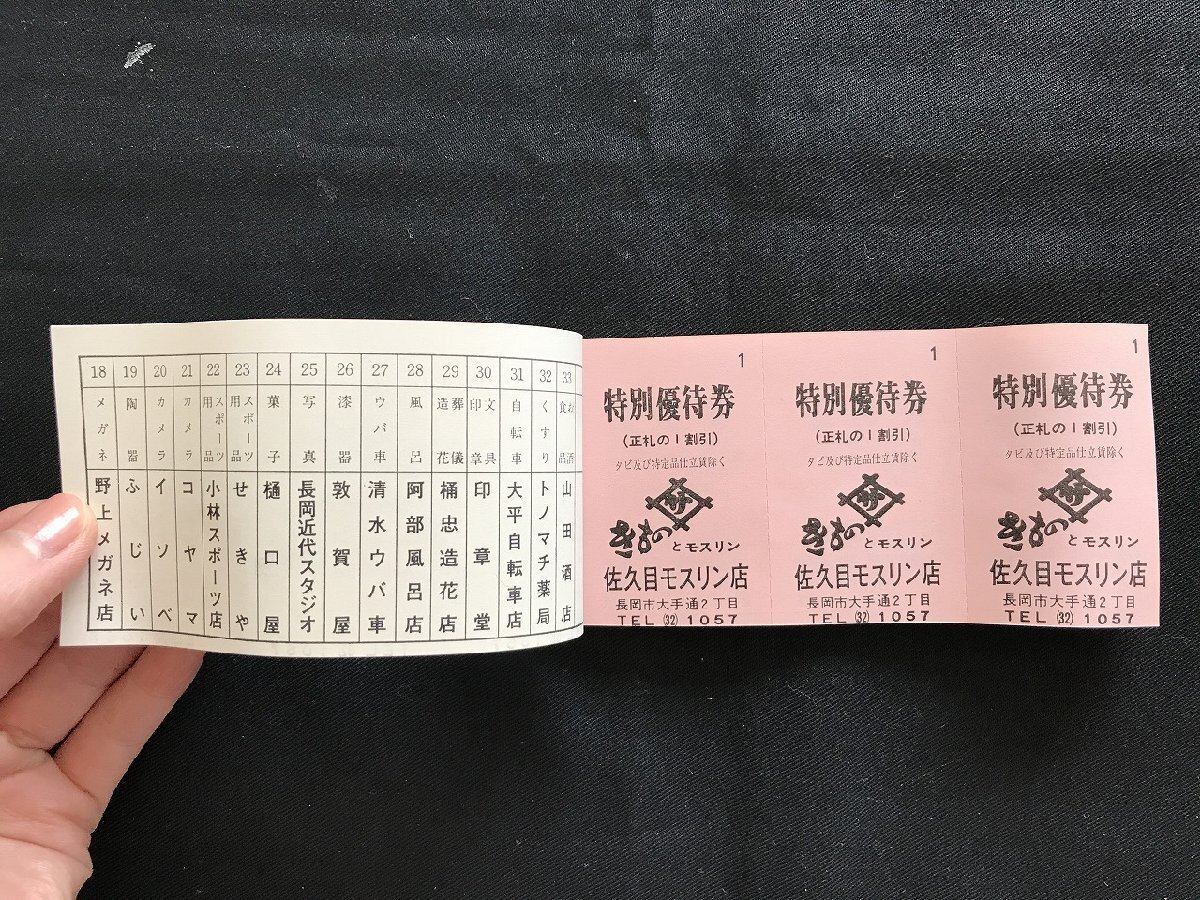 18 メガネ 野上メガネ店
19 陶器 ふじい
20 カメラ イソベ
21 カメラ コヤマ
22 スポーツ用品 小林スポーツ店
23 スポーツ用品 せきや
24 菓子 樋口屋
25 写真 長岡近代スタジオ
26 漆器 敦賀屋
27 ウバ車 清水ウバ車
28 風呂 阿部風呂店
29 葬儀造花 桶忠造花店
30 文具印章 印章堂
31 自転車 大平自転車店
32 くすり トノマチ薬局
33 山田酒店
1
特別優待券
(正札の1割引)
タビ及び特定品仕立賃除く
きもの
とモスリン
佐久目モスリン店
長岡市大手通2丁目
TEL (32) 1057
1
特別優待券
(正札の1割引)
タビ及び特定品仕立賃除く
きもの
とモスリン
佐久目モスリン店
長岡市大手通2丁目
TEL (32) 1057
1
特別優待券
(正札の1割引)
タビ及び特定品仕立賃除く
きもの
とモスリン
佐久目モスリン店
長岡市大手通2丁目
TEL (32) 1057